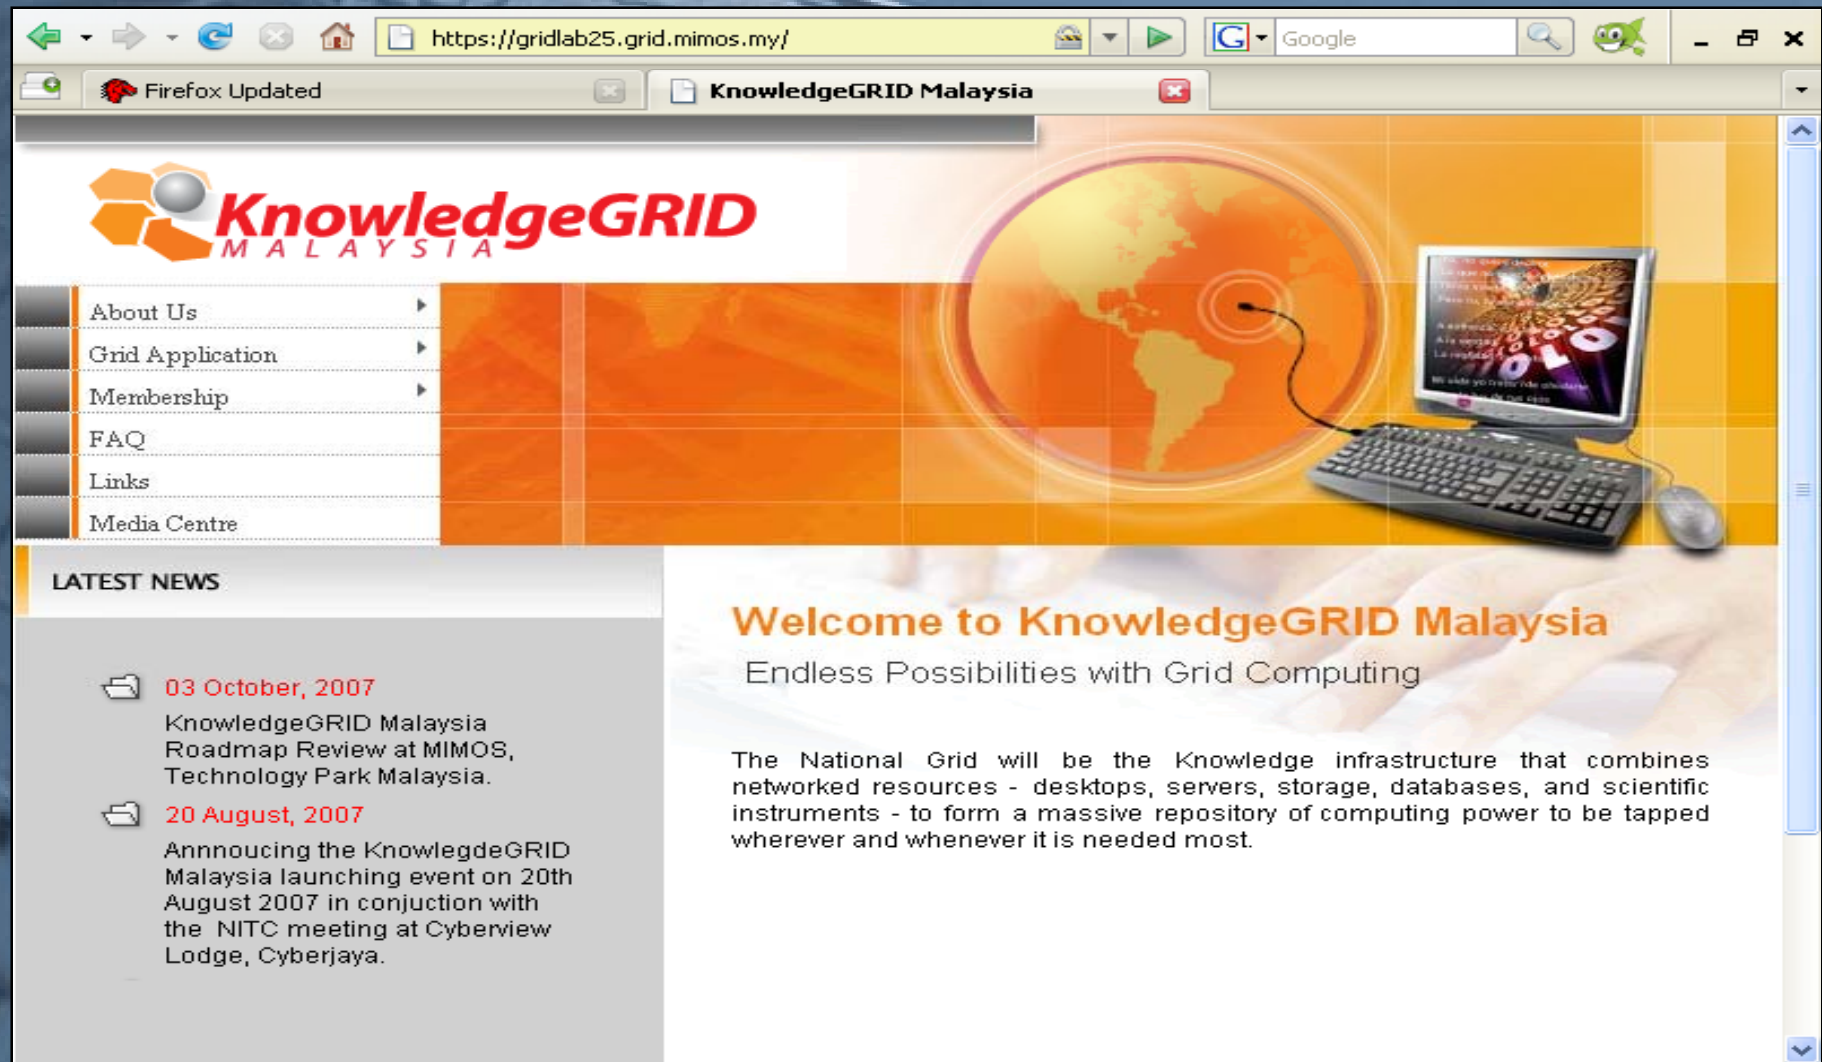 https://gridlab25.grid.mimos.my/
G
Google
Firefox Updated
KnowledgeGRID Malaysia
KnowledgeGRID
MALAYSIA
About Us
Grid Application
Membership
FAQ
Links
Media Centre
LATEST NEWS
03 October, 2007
KnowledgeGRID Malaysia
Roadmap Review at MIMOS,
Technology Park Malaysia.
20 August, 2007
Annnoucing the KnowlegdeGRID
Malaysia launching event on 20th
August 2007 in conjuction with
the NITC meeting at Cyberview
Lodge, Cyberjaya.
Welcome to KnowledgeGRID Malaysia
Endless Possibilities with Grid Computing
The National Grid will be the Knowledge infrastructure that combines
networked resources - desktops, servers, storage, databases, and scientific
instruments - to form a massive repository of computing power to be tapped
wherever and whenever it is needed most.